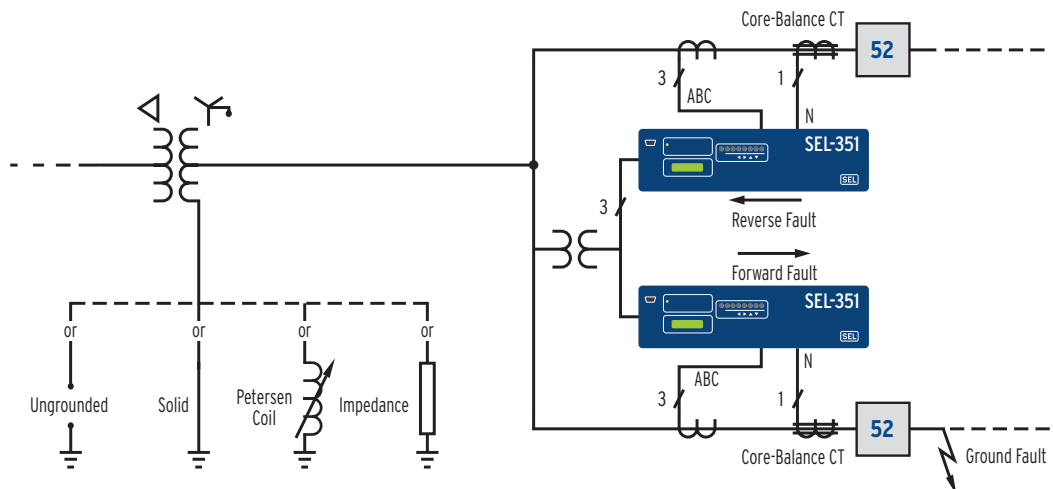 Core-Balance CT
52
3
1
ABC
N
SEL-351
SEL
3
Reverse Fault
Forward Fault
SEL-351
SEL
or
or
or
or
Ungrounded
Solid
Petersen
Coil
Impedance
N
ABC
3
1
52
Core-Balance CT
Ground Fault